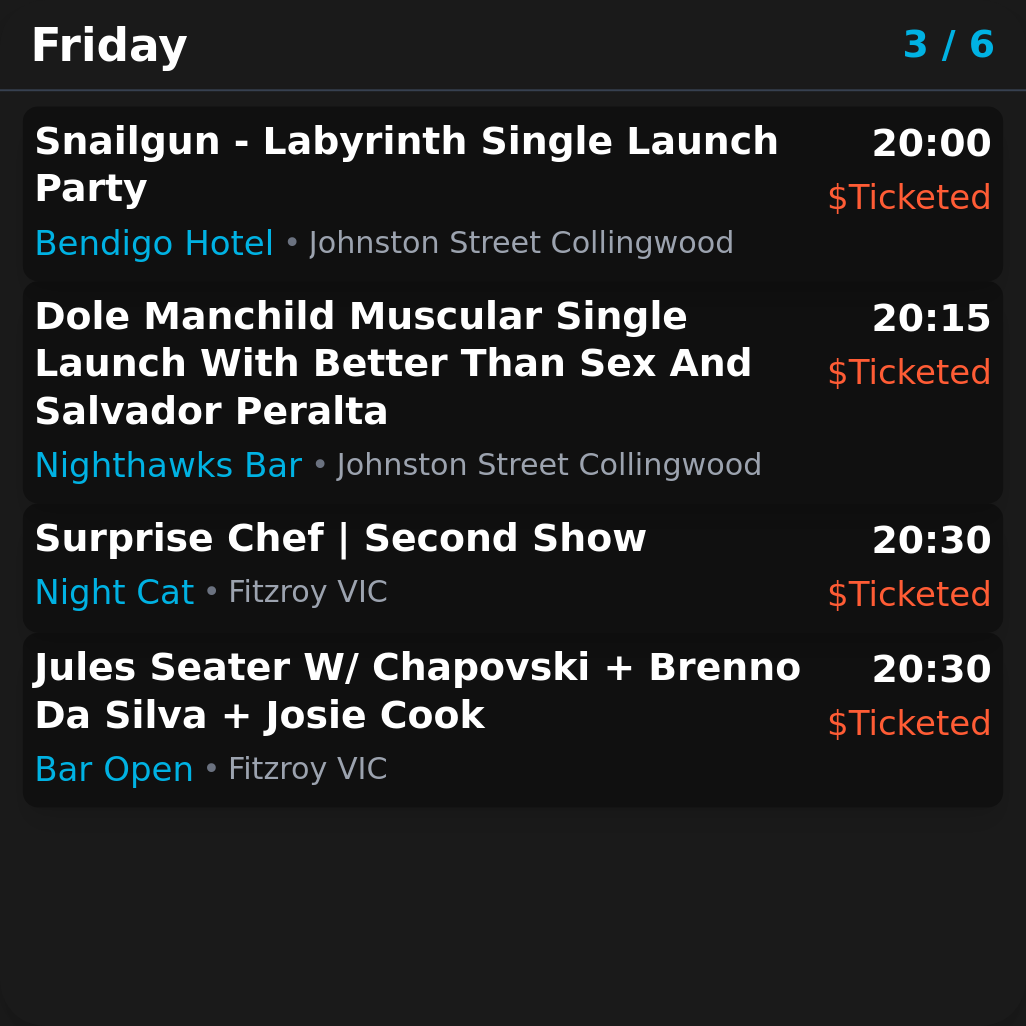 Friday
3 / 6
Snailgun - Labyrinth Single Launch
Party
20:00
$Ticketed
Bendigo Hotel • Johnston Street Collingwood
Dole Manchild Muscular Single
Launch With Better Than Sex And
Salvador Peralta
20:15
$Ticketed
Nighthawks Bar • Johnston Street Collingwood
Surprise Chef | Second Show
20:30
Night Cat • Fitzroy VIC
$Ticketed
Jules Seater W/ Chapovski + Brenno
Da Silva + Josie Cook
20:30
$Ticketed
Bar Open • Fitzroy VIC